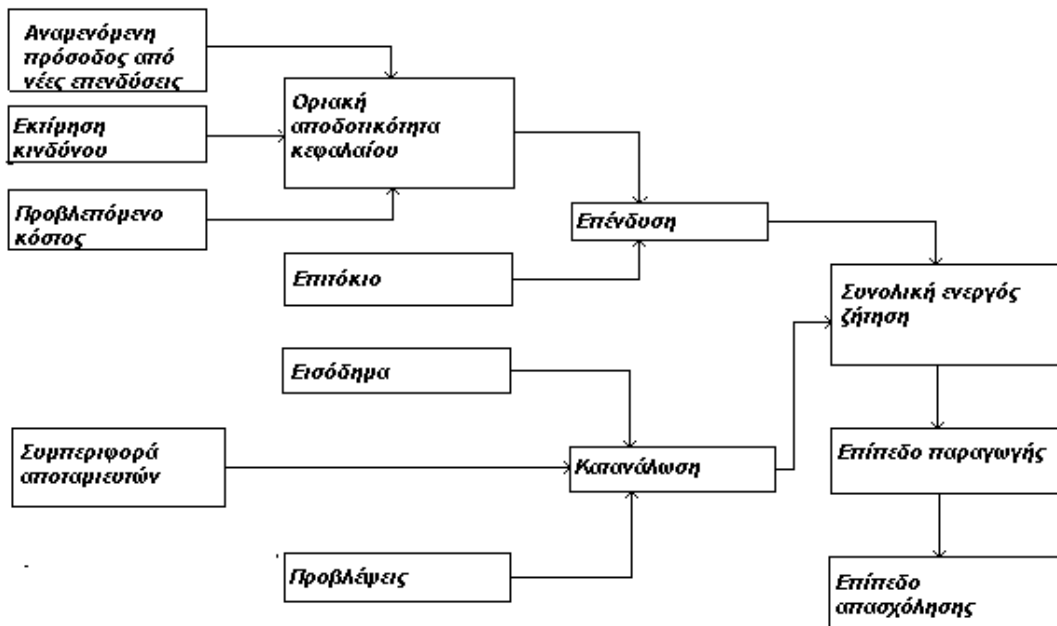 Αναμενόμενη
πρόσοδος από
νέες επενδύσεις
Εκτίμηση
κινδύνου
Προβλεπόμενο
κόστος
Οριακή
αποδοτικότητα
κεφαλαίου
Επιτόκιο
Επένδυση
Εισόδημα
Συμπεριφορά
αποταμιευτών
Προβλέψεις
Κατανάλωση
Συνολική ενεργός
ζήτηση
Επίπεδο παραγωγής
Επίπεδο
απασχόλησης